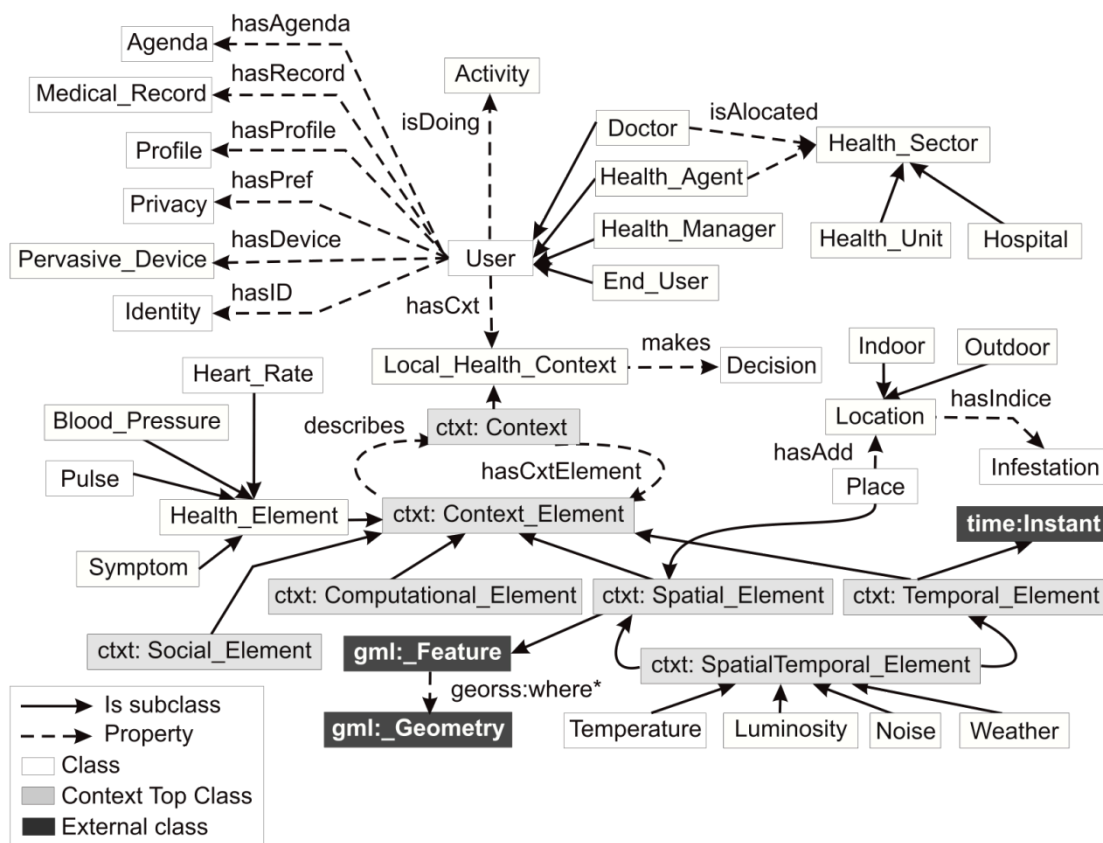 hasAgenda
Agenda
hasRecord
Activity
Medical_Record
isDoing
isAlocated
hasProfile
Doctor
Health_Sector
Profile
hasPref
Health_Agent
Privacy
hasDevice
Health_Manager
Health_Unit
Hospital
Pervasive_Device
User
hasID
End_User
Identity
hasCxt
makes
Indoor
Outdoor
Heart_Rate
Local_Health_Context
Decision
Blood_Pressure
describes
ctxt: Context
Location
hasIndice
hasCxtElement
hasAdd
Pulse
Place
Infestation
Health_Element
ctxt: Context_Element
time:Instant
Symptom
ctxt: Computational_Element
ctxt: Spatial_Element
ctxt: Temporal_Element
ctxt: Social_Element
gml:_Feature
ctxt: SpatialTemporal_Element
georss:where*
gml:_Geometry
Temperature
Luminosity
Noise
Weather
Is subclass
Property
Class
Context Top Class
External class